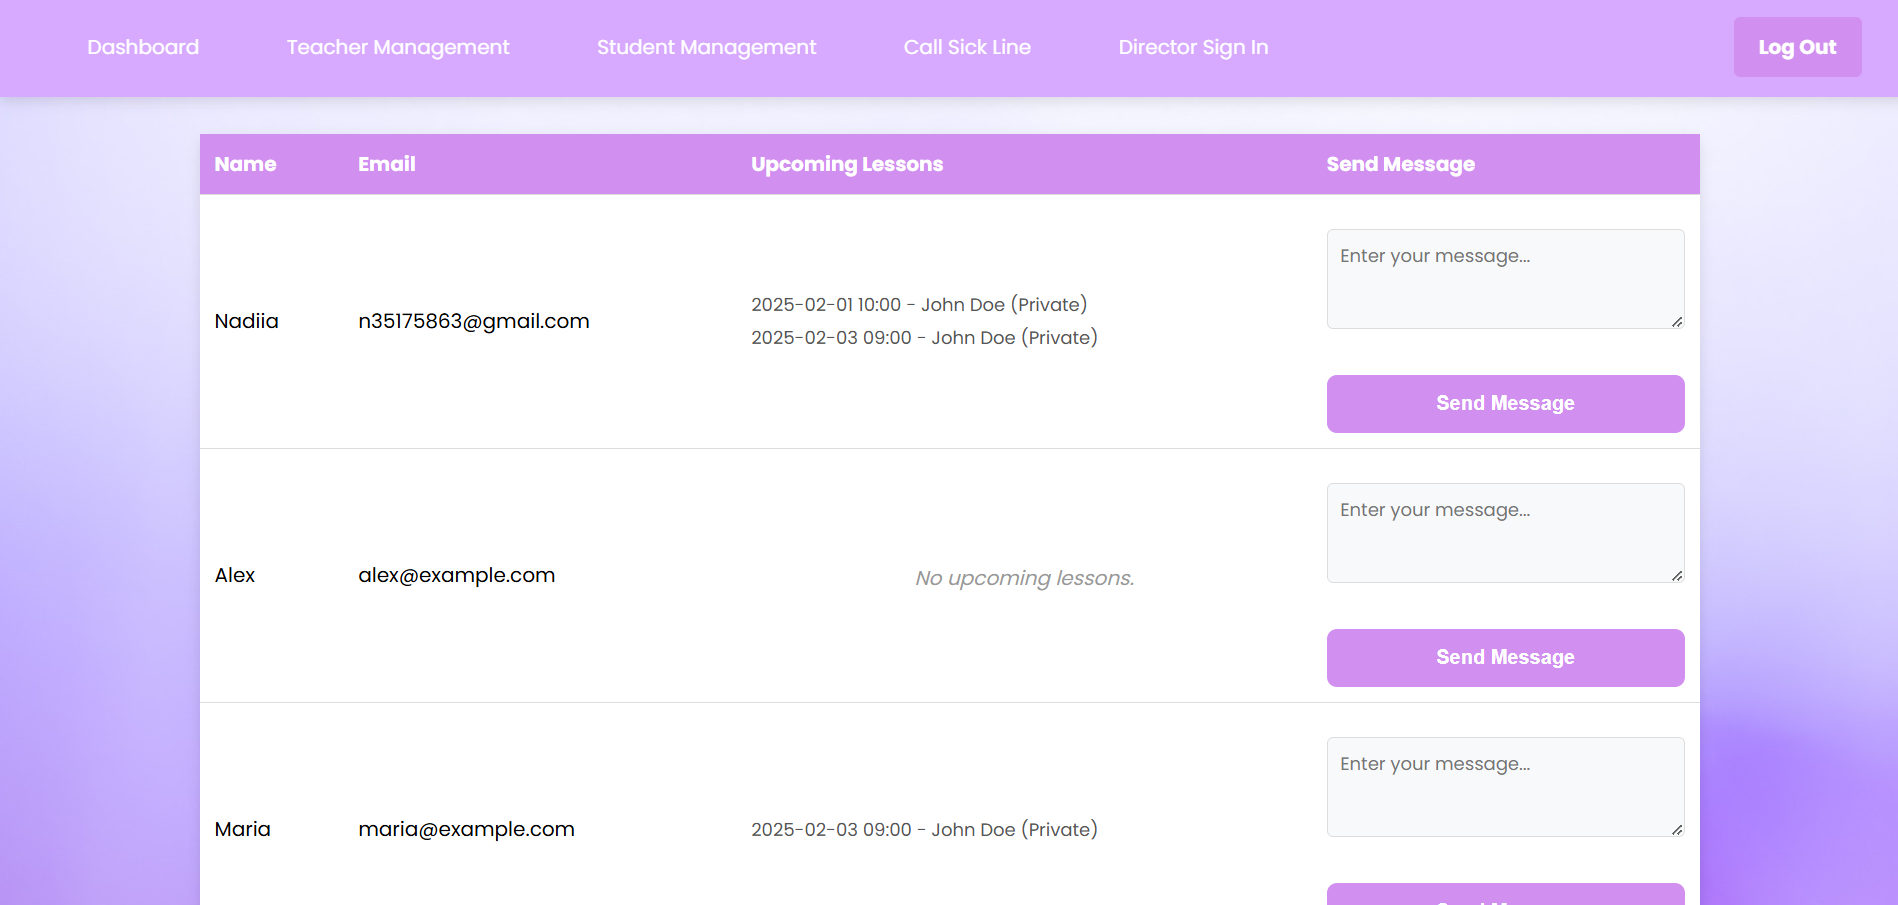 Dashboard Teacher Management Student Management Call Sick Line Director Sign In Log Out
Name Email Upcoming Lessons Send Message
Enter your message...
2025-02-01 10:00 - John Doe (Private)
Nadiia n35175863@gmail.com
2025-02-03 09:00 - John Doe (Private)
Send Message
Enter your message...
Alex alex@example.com No upcoming lessons.
Send Message
Enter your message...
Maria maria@example.com 2025-02-03 09:00 - John Doe (Private)